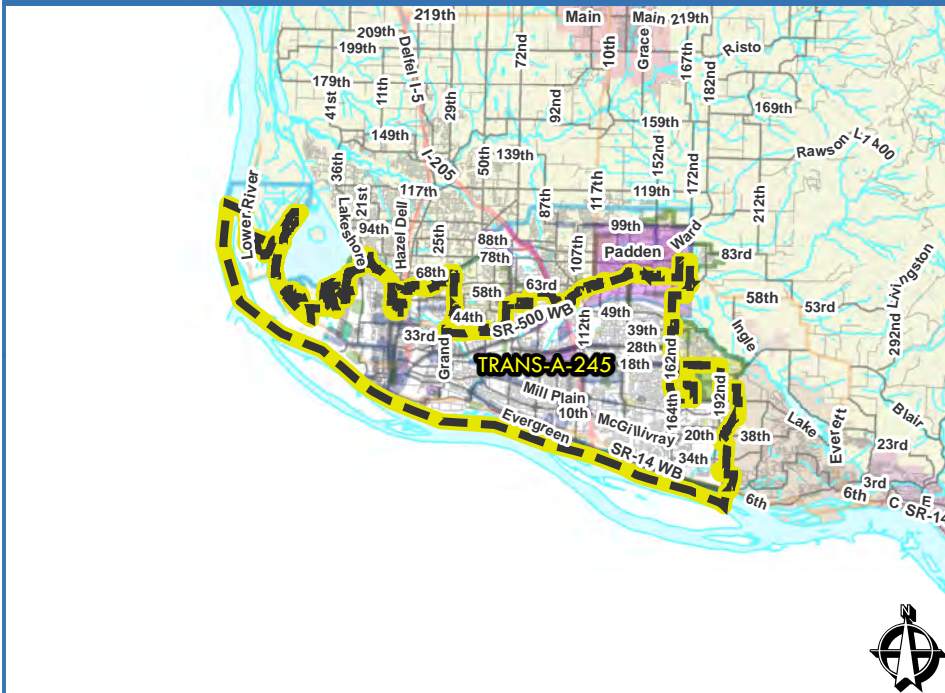 219th
Main
Main
219th
209th
199th
Delfel
I-5
72nd
10th
Grace
167th
Risto
179th
41st
11th
29th
92nd
182nd
169th
149th
I-205
50th
139th
159th
152nd
172nd
Rawson
36th
21st
117th
87th
117th
119th
212th
Lower River
Lakeshore
94th
Hazel Dell
25th
88th
78th
107th
99th
Padden
Ward
83rd
68th
58th
63rd
58th
53rd
292nd
Livingston
44th
SR-500 WB
49th
33rd
Grand
112th
39th
28th
18th
162nd
Ingle
TRANS-A-245
Mill Plain
10th
164th
192nd
Evergreen
McGillivray
20th
38th
Lake
Everett
Blair
23rd
34th
SR-14 WB
6th
3rd
6th
E
C
SR-14
N